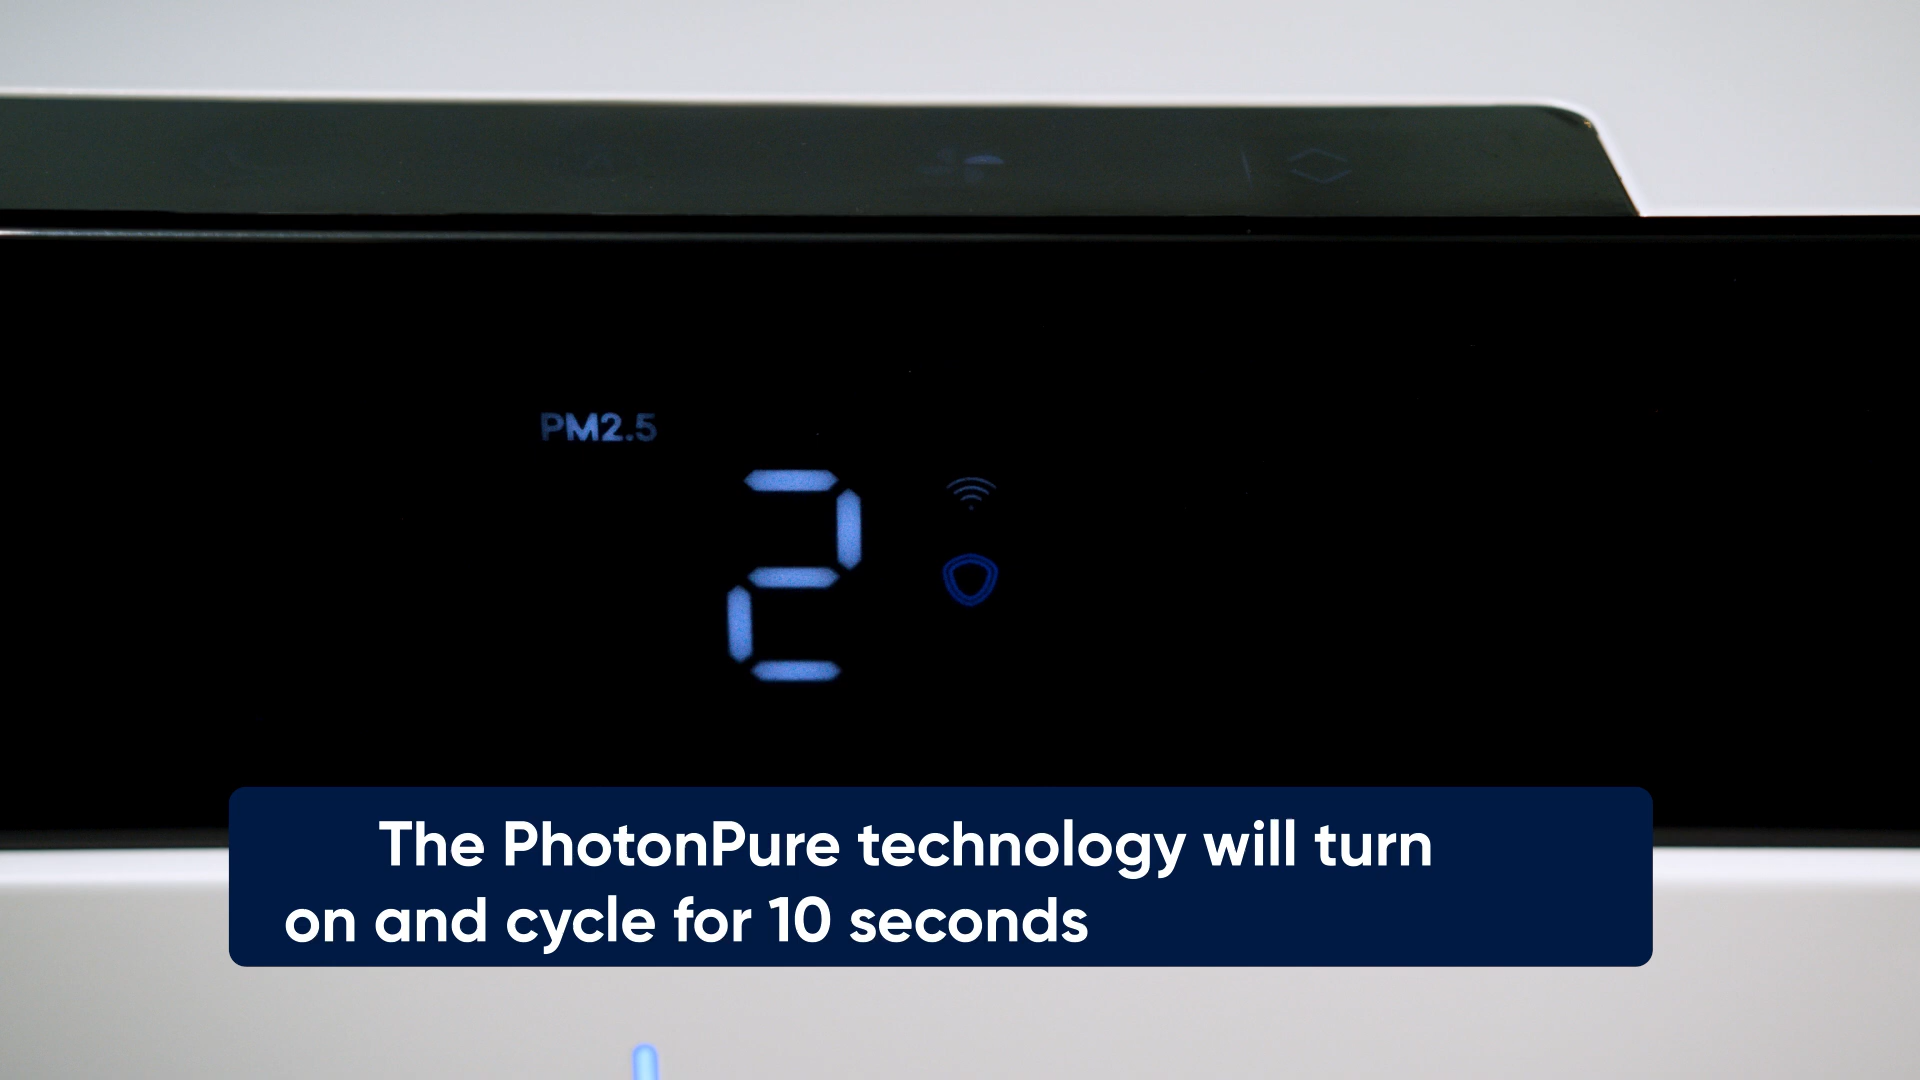 PM2.5
2
The PhotonPure technology will turn
on and cycle for 10 seconds